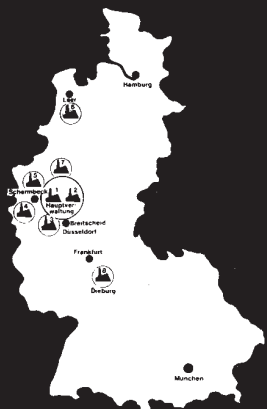 Hamburg
Leer
6
7
5
Schermbeck
1 2
Hauptver-
waltung
4
3
Breitscheid
Düsseldorf
Frankfurt
8
Dieburg
München